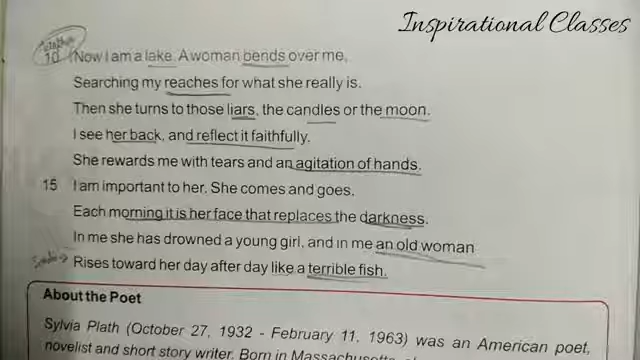 Inspirational Classes
10 Now I am a lake. A woman bends over me,
Searching my reaches for what she really is.
Then she turns to those liars, the candles or the moon.
I see her back, and reflect it faithfully.
She rewards me with tears and an agitation of hands.
15 I am important to her. She comes and goes.
Each morning it is her face that replaces the darkness.
In me she has drowned a young girl, and in me an old woman
Rises toward her day after day like a terrible fish.
About the Poet
Sylvia Plath (October 27, 1932 - February 11, 1963) was an American poet,
novelist and short story writer. Born in